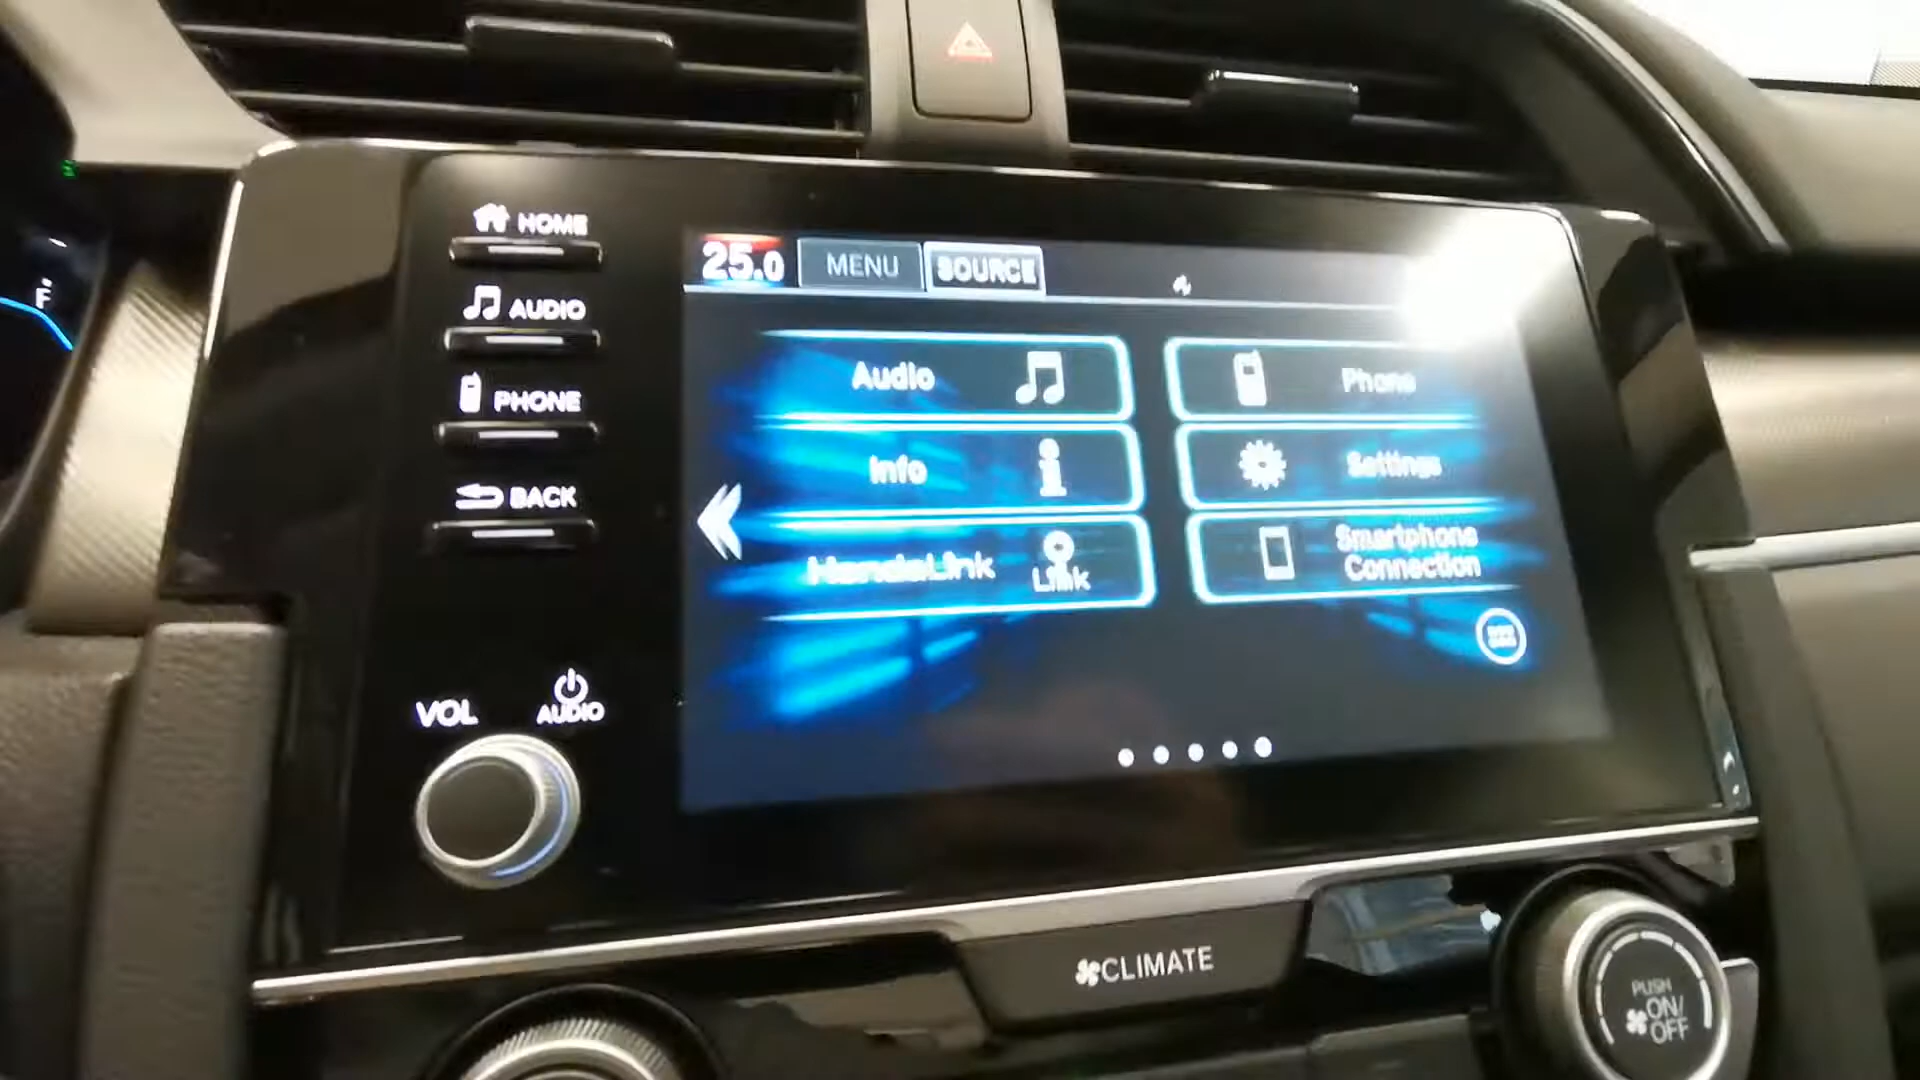 HOME
AUDIO
PHONE
BACK
VOL
AUDIO
25.0
MENU
SOURCE
Audio
Phone
Info
Settings
HondaLink
Link
Smartphone
Connection
CLIMATE
PUSH
ON/
OFF
F